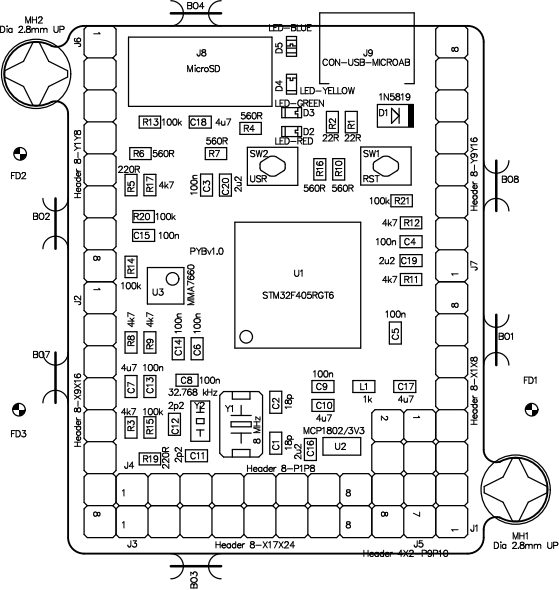 BO4
MH2
Dia 2.8mm UP
J6
1
J8
MicroSD
LED-BLUE
D5
D4
LED-YELLOW
J9
CON-USB-MICROAB
8
Header 8-Y1Y8
Header 8-Y9Y16
LED-GREEN
D3
D2
LED-RED
1N5819
D1
R13 100k
C18 4u7
560R
R4
R2
22R
R1
22R
R6 560R
560R
R7
SW2
USR
R16
560R
R10
560R
SW1
RST
FD2
220R
R5
R17
4k7
100n
C3
C20
2u2
BO8
100k R21
BO2
R20 100k
C15 100n
4k7 R12
100n C4
2u2 C19
4k7 R11
PYBv1.0
8
R14
100k
U3
MMA7660
U1
STM32F405RGT6
J7
1
J2
1
8
BO7
4k7
R8
4k7
R9
100n
C14
100n
C6
100n
C5
BO1
4u7
C7
100n
C13
C8 100n
32.768 kHz
Y2
100n
C9
C10
4u7
L1
1k
C17
4u7
Header 8-X9X16
Header 8-X1X8
FD1
FD3
4k7
R3
100k
R15
2p2
C12
Y1
8 MHz
C2
18p
C1
18p
2u2
C16
MCP1802/3V3
U2
2
1
J4
R19
220R
2p2
C11
Header 8-P1P8
1
8
8
1
8
8
7
1
J1
J3
Header 8-X17X24
J5
Header 4X2-P9P10
MH1
Dia 2.8mm UP
BO3